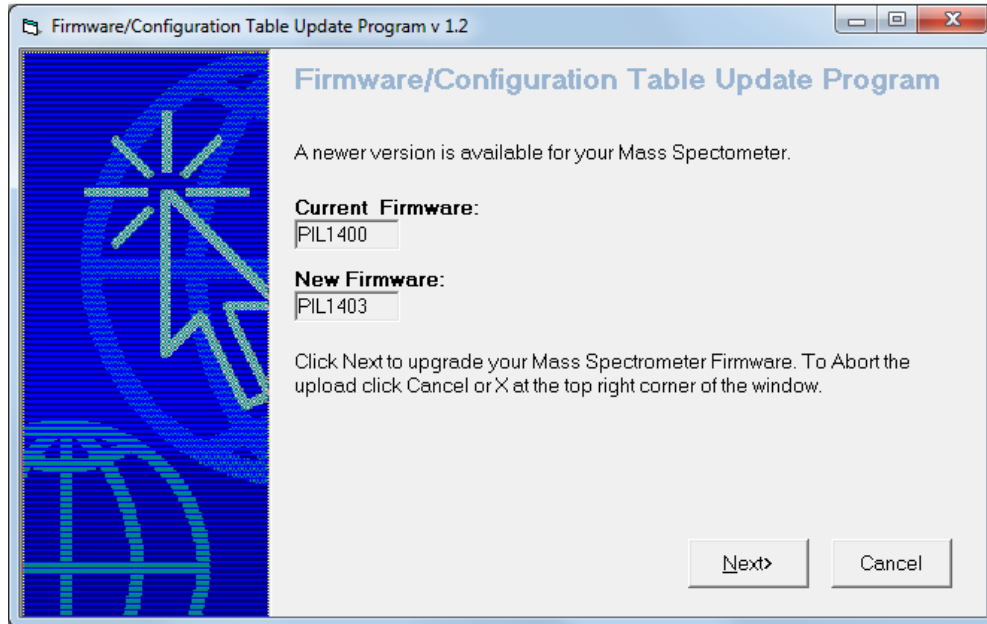 Firmware/Configuration Table Update Program v 1.2
Firmware/Configuration Table Update Program
A newer version is available for your Mass Spectometer.
Current Firmware:
PIL1400
New Firmware:
PIL1403
Click Next to upgrade your Mass Spectrometer Firmware. To Abort the
upload click Cancel or X at the top right corner of the window.
Next>
Cancel